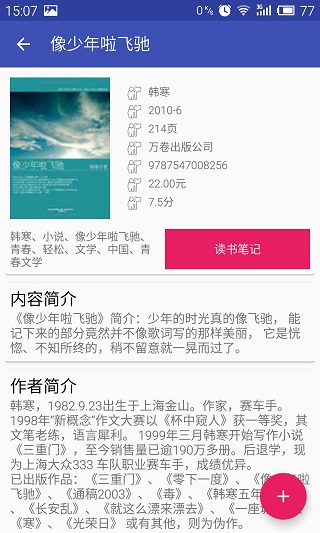 15:07
0%
3G
77
像少年啦飞驰
像少年啦飞驰
韩寒
2010-6
214页
万卷出版公司
9787547008256
22.00元
7.5分
韩寒、小说、像少年啦飞驰、
青春、轻松、文学、中国、青
春文学
读书笔记
内容简介
《像少年啦飞驰》简介：少年的时光真的像飞驰， 能
记下来的部分竟然并不像歌词写的那样美丽， 它是恍
惚、不知所终的，稍不留意就一晃而过了。
作者简介
韩寒，1982.9.23出生于上海金山。作家，赛车手。
1998年“新概念”作文大赛以《杯中窥人》获一等奖，其
文笔老练，语言犀利。 1999年三月韩寒开始写作小说
《三重门》，至今销售量已逾190万多册。后退学，现
为上海大众333 车队职业赛车手，成绩优异。
已出版作品：《三重门》、《零下一度》、《像
啦
飞驰》、《通稿2003》、《毒》、《韩寒五年
、《长安乱》、《就这么漂来漂去》、《一座
《寒》、《光荣日》 或有其他，则为伪作。